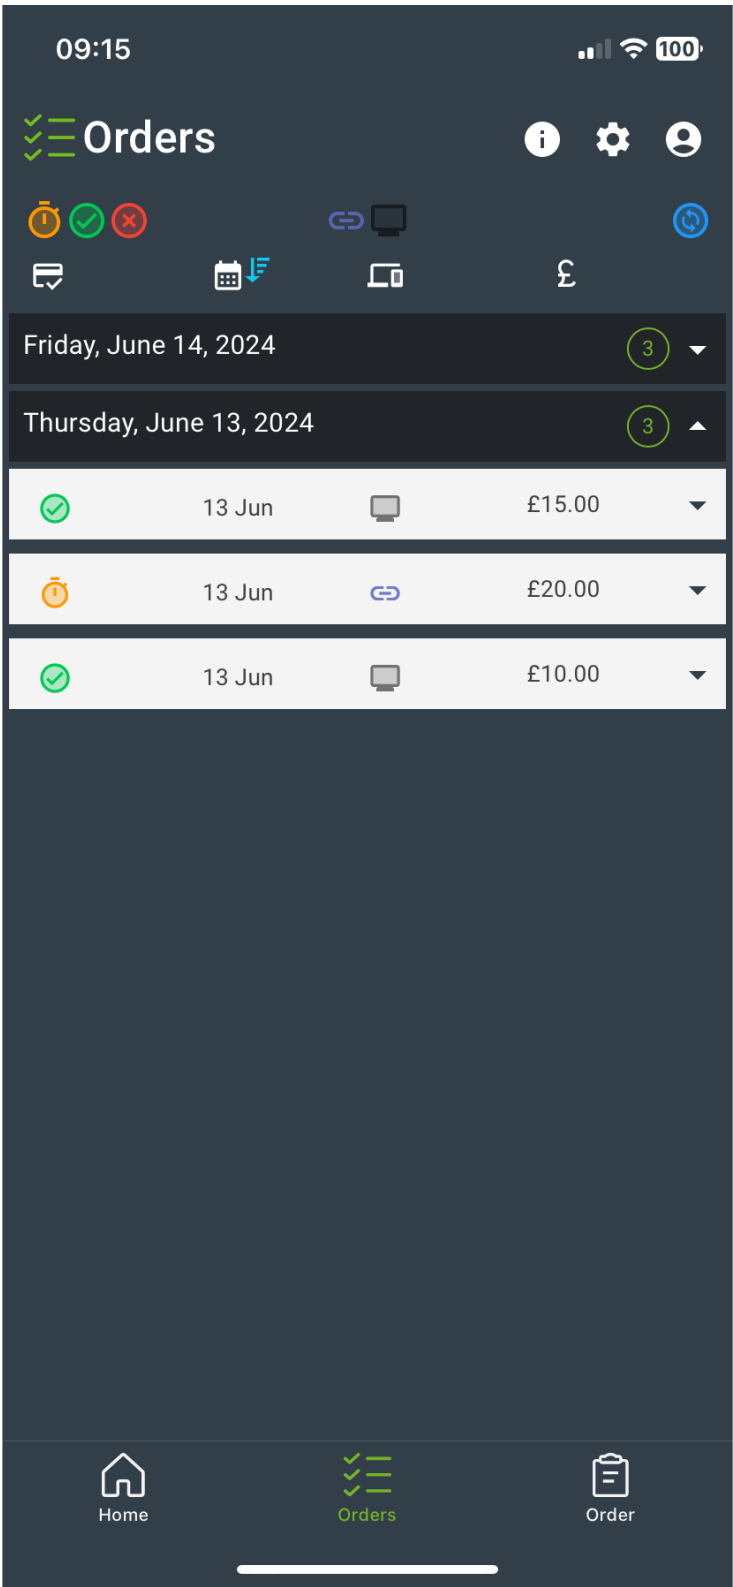 09:15
100
Orders
£
Friday, June 14, 2024 3
Thursday, June 13, 2024 3
13 Jun £15.00
13 Jun £20.00
13 Jun £10.00
Home Orders Order